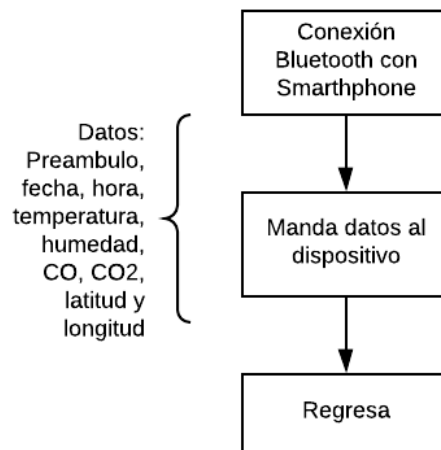 Conexión
Bluetooth con
Smarthphone
Datos:
Preambulo,
fecha, hora,
temperatura,
humedad,
CO, CO2,
latitud y
longitud
Manda datos al
dispositivo
Regresa